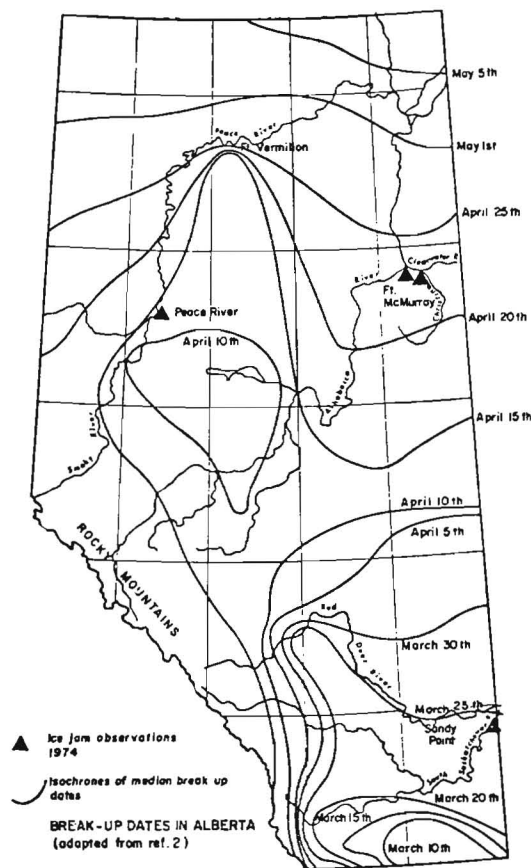 May 5th
Peace River
Ft. Vermilion
May 1st
April 25th
Clearwater R.
River
Ft.
McMurray
Peace River
April 20th
April 10th
Athabasca
April 15th
Smoky River
April 10th
April 5th
ROCKY MOUNTAINS
Red Deer River
March 30th
March 25th
Sandy
Point
South Saskatchewan
Ice jam observations
1974
March 20th
Isochrones of median break up
dates
March 15th
BREAK-UP DATES IN ALBERTA
(adapted from ref. 2)
March 10th